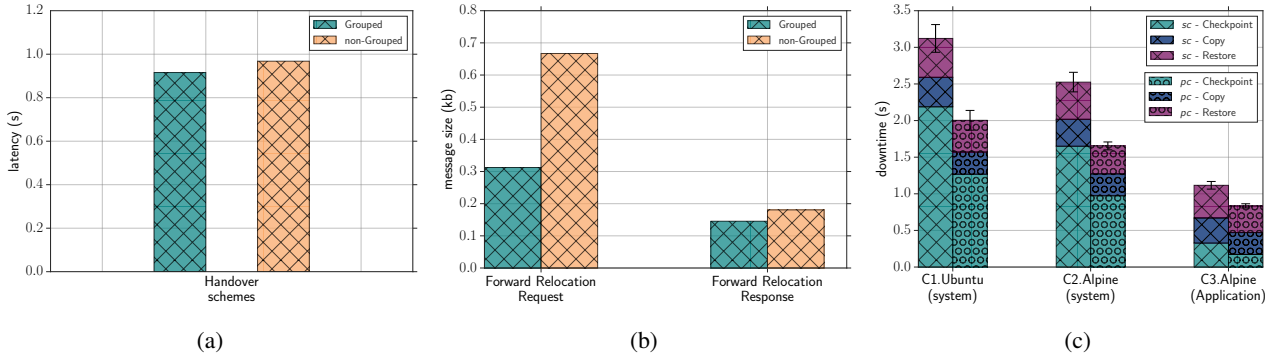 latency (s)
1.2
1.0
0.8
0.6
0.4
0.2
0.0
Grouped
non-Grouped
Handover
schemes
(a)
message size (kb)
0.8
0.7
0.6
0.5
0.4
0.3
0.2
0.1
0.0
Grouped
non-Grouped
Forward Relocation
Request
Forward Relocation
Response
(b)
downtime (s)
3.5
3.0
2.5
2.0
1.5
1.0
0.5
0.0
sc - Checkpoint
sc - Copy
sc - Restore
pc - Checkpoint
pc - Copy
pc - Restore
C1.Ubuntu
(system)
C2.Alpine
(system)
C3.Alpine
(Application)
(c)